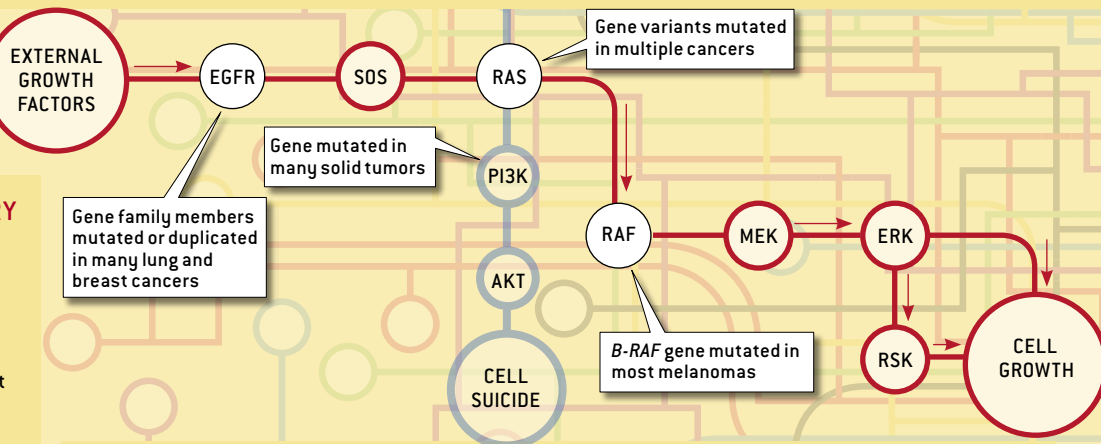 EXTERNAL
GROWTH
FACTORS
EGFR
SOS
RAS
Gene variants mutated
in multiple cancers
Gene mutated in
many solid tumors
PI3K
RY
Gene family members
mutated or duplicated
in many lung and
breast cancers
RAF
MEK
ERK
AKT
B-RAF gene mutated in
most melanomas
RSK
CELL
GROWTH
CELL
SUICIDE
t